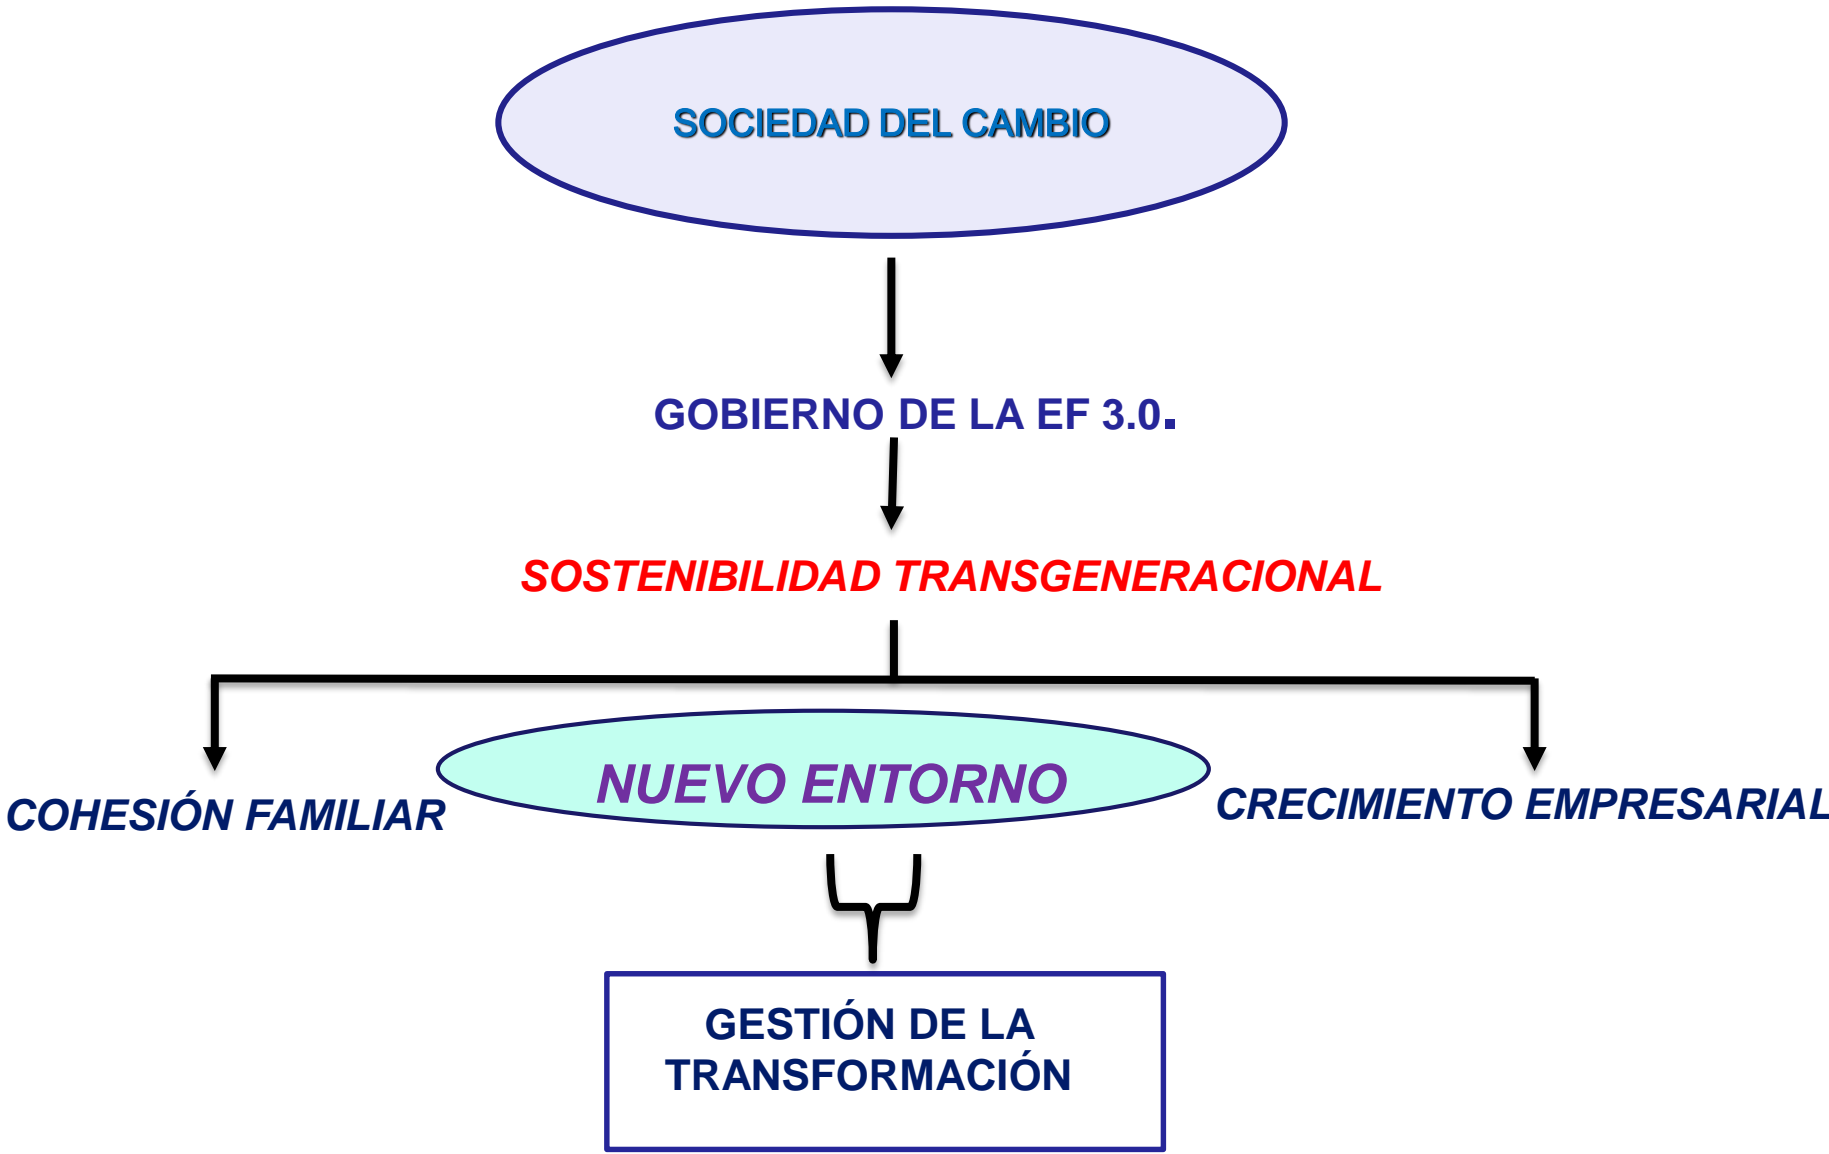 SOCIEDAD DEL CAMBIO
GOBIERNO DE LA EF 3.0.
SOSTENIBILIDAD TRANSGENERACIONAL
COHESIÓN FAMILIAR
NUEVO ENTORNO
CRECIMIENTO EMPRESARIAL
GESTIÓN DE LA
TRANSFORMACIÓN